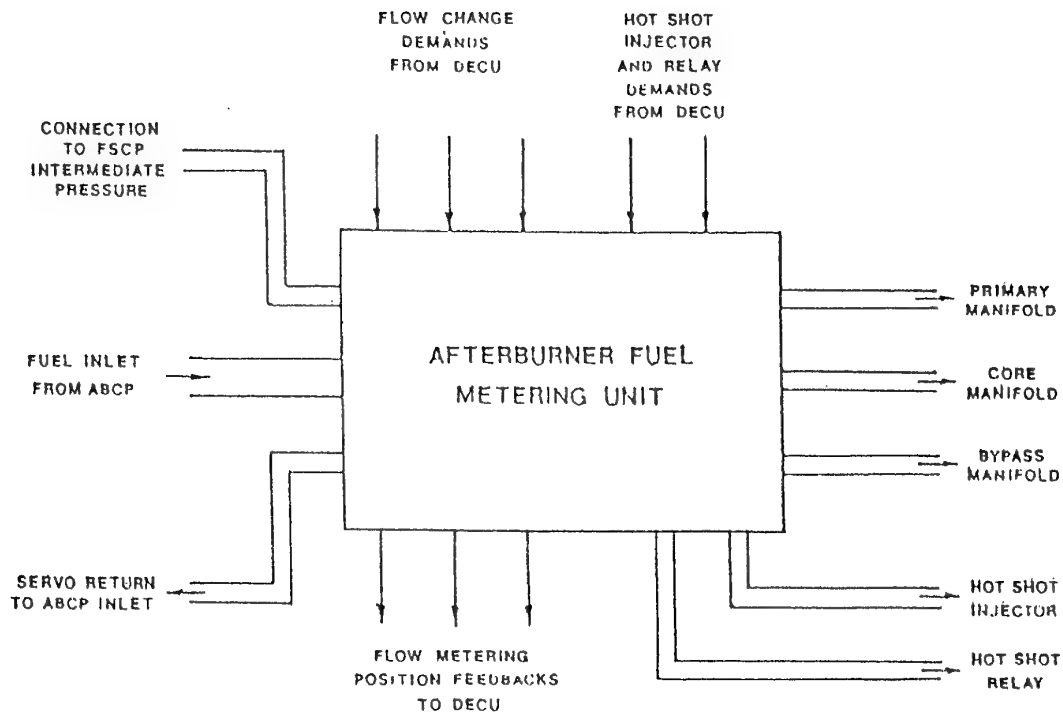 FLOW CHANGE
DEMANDS
FROM DECU
HOT SHOT
INJECTOR
AND RELAY
DEMANDS
FROM DECU
CONNECTION
TO FSCP
INTERMEDIATE
PRESSURE
FUEL INLET
FROM ABCP
SERVO RETURN
TO ABCP INLET
AFTERBURNER FUEL
METERING UNIT
PRIMARY
MANIFOLD
CORE
MANIFOLD
BYPASS
MANIFOLD
HOT SHOT
INJECTOR
HOT SHOT
RELAY
FLOW METERING
POSITION FEEDBACKS
TO DECU